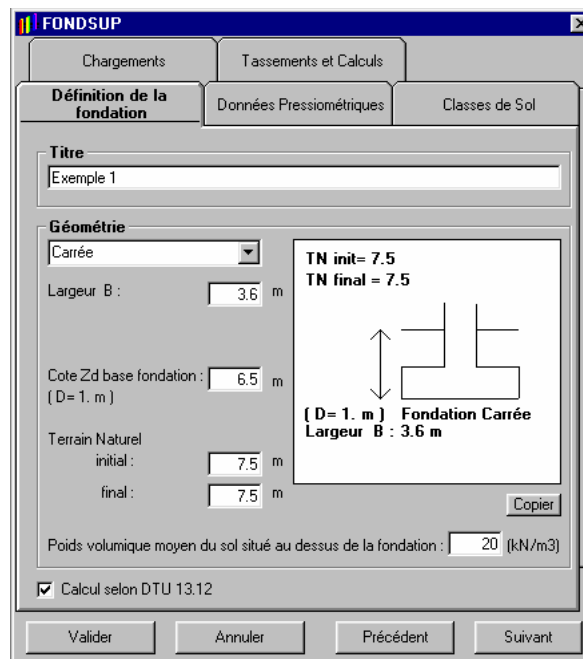 FONDSUP
Chargements
Tassements et Calculs
Définition de la fondation
Données Pressiométriques
Classes de Sol
Titre
Exemple 1
Géométrie
Carrée
Largeur B : 3.6 m
Cote Zd base fondation : 6.5 m
( D= 1. m )
Terrain Naturel
initial : 7.5 m
final : 7.5 m
TN init= 7.5
TN final = 7.5
( D= 1. m ) Fondation Carrée
Largeur B : 3.6 m
Copier
Poids volumique moyen du sol situé au dessus de la fondation : 20 (kN/m3)
Calcul selon DTU 13.12
Valider
Annuler
Précédent
Suivant